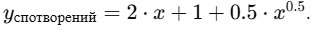 yспотворений = 2 · x + 1 + 0.5 · x^0.5.